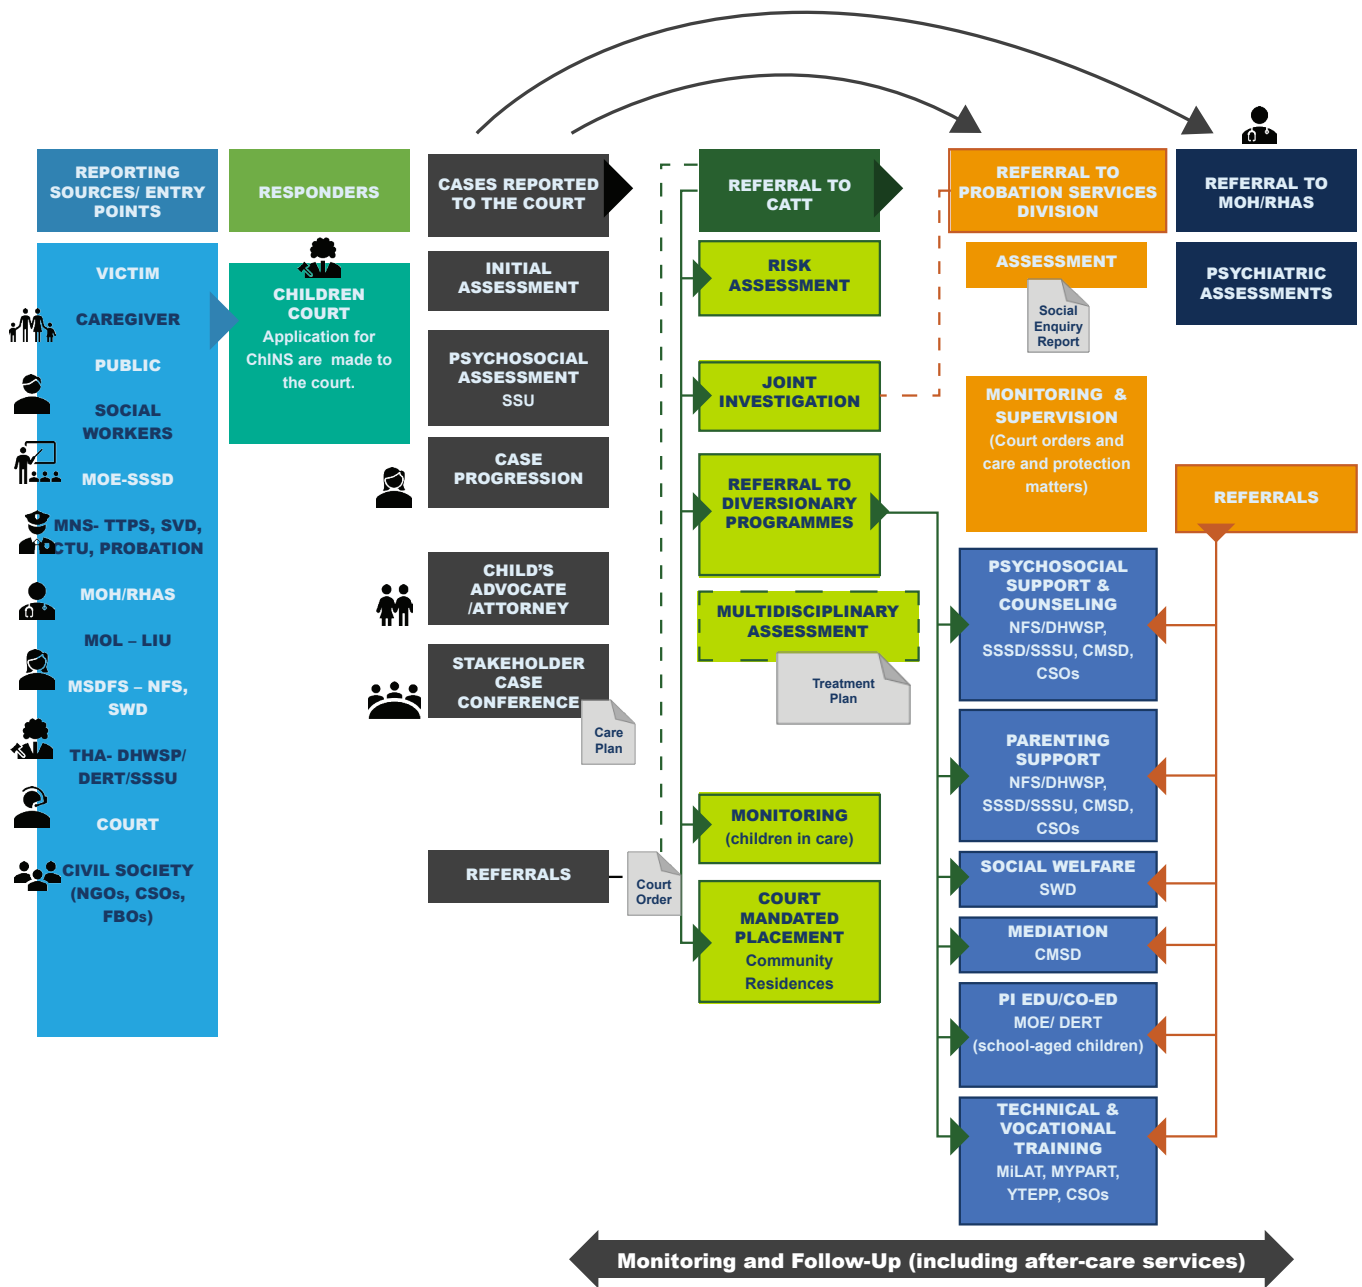 REPORTING
SOURCES/ ENTRY
POINTS
VICTIM
CAREGIVER
PUBLIC
SOCIAL
WORKERS
MOE-SSSD
MNS- TTPS, SVD,
CTU, PROBATION
MOH/RHAS
MOL – LIU
MSDFS – NFS,
SWD
THA- DHWSP/
DERT/SSSU
COURT
CIVIL SOCIETY
(NGOs, CSOs,
FBOs)
RESPONDERS
CHILDREN
COURT
Application for
ChINS are made to
the court.
CASES REPORTED
TO THE COURT
INITIAL
ASSESSMENT
PSYCHOSOCIAL
ASSESSMENT
SSU
CASE
PROGRESSION
CHILD'S
ADVOCATE
/ATTORNEY
STAKEHOLDER
CASE
CONFERENCE
Care
Plan
REFERRALS
Court
Order
REFERRAL TO
CATT
RISK
ASSESSMENT
JOINT
INVESTIGATION
REFERRAL TO
DIVERSIONARY
PROGRAMMES
MULTIDISCIPLINARY
ASSESSMENT
Treatment
Plan
MONITORING
(children in care)
COURT
MANDATED
PLACEMENT
Community
Residences
REFERRAL TO
PROBATION SERVICES
DIVISION
ASSESSMENT
Social
Enquiry
Report
MONITORING &
SUPERVISION
(Court orders and
care and protection
matters)
PSYCHOSOCIAL
SUPPORT &
COUNSELING
NFS/DHWSP,
SSSD/SSSU, CMSD,
CSOs
PARENTING
SUPPORT
NFS/DHWSP,
SSSD/SSSU, CMSD,
CSOs
SOCIAL WELFARE
SWD
MEDIATION
CMSD
PI EDU/CO-ED
MOE/ DERT
(school-aged children)
TECHNICAL &
VOCATIONAL
TRAINING
MiLAT, MYPART,
YTEPP, CSOs
REFERRAL TO
MOH/RHAS
PSYCHIATRIC
ASSESSMENTS
REFERRALS
Monitoring and Follow-Up (including after-care services)